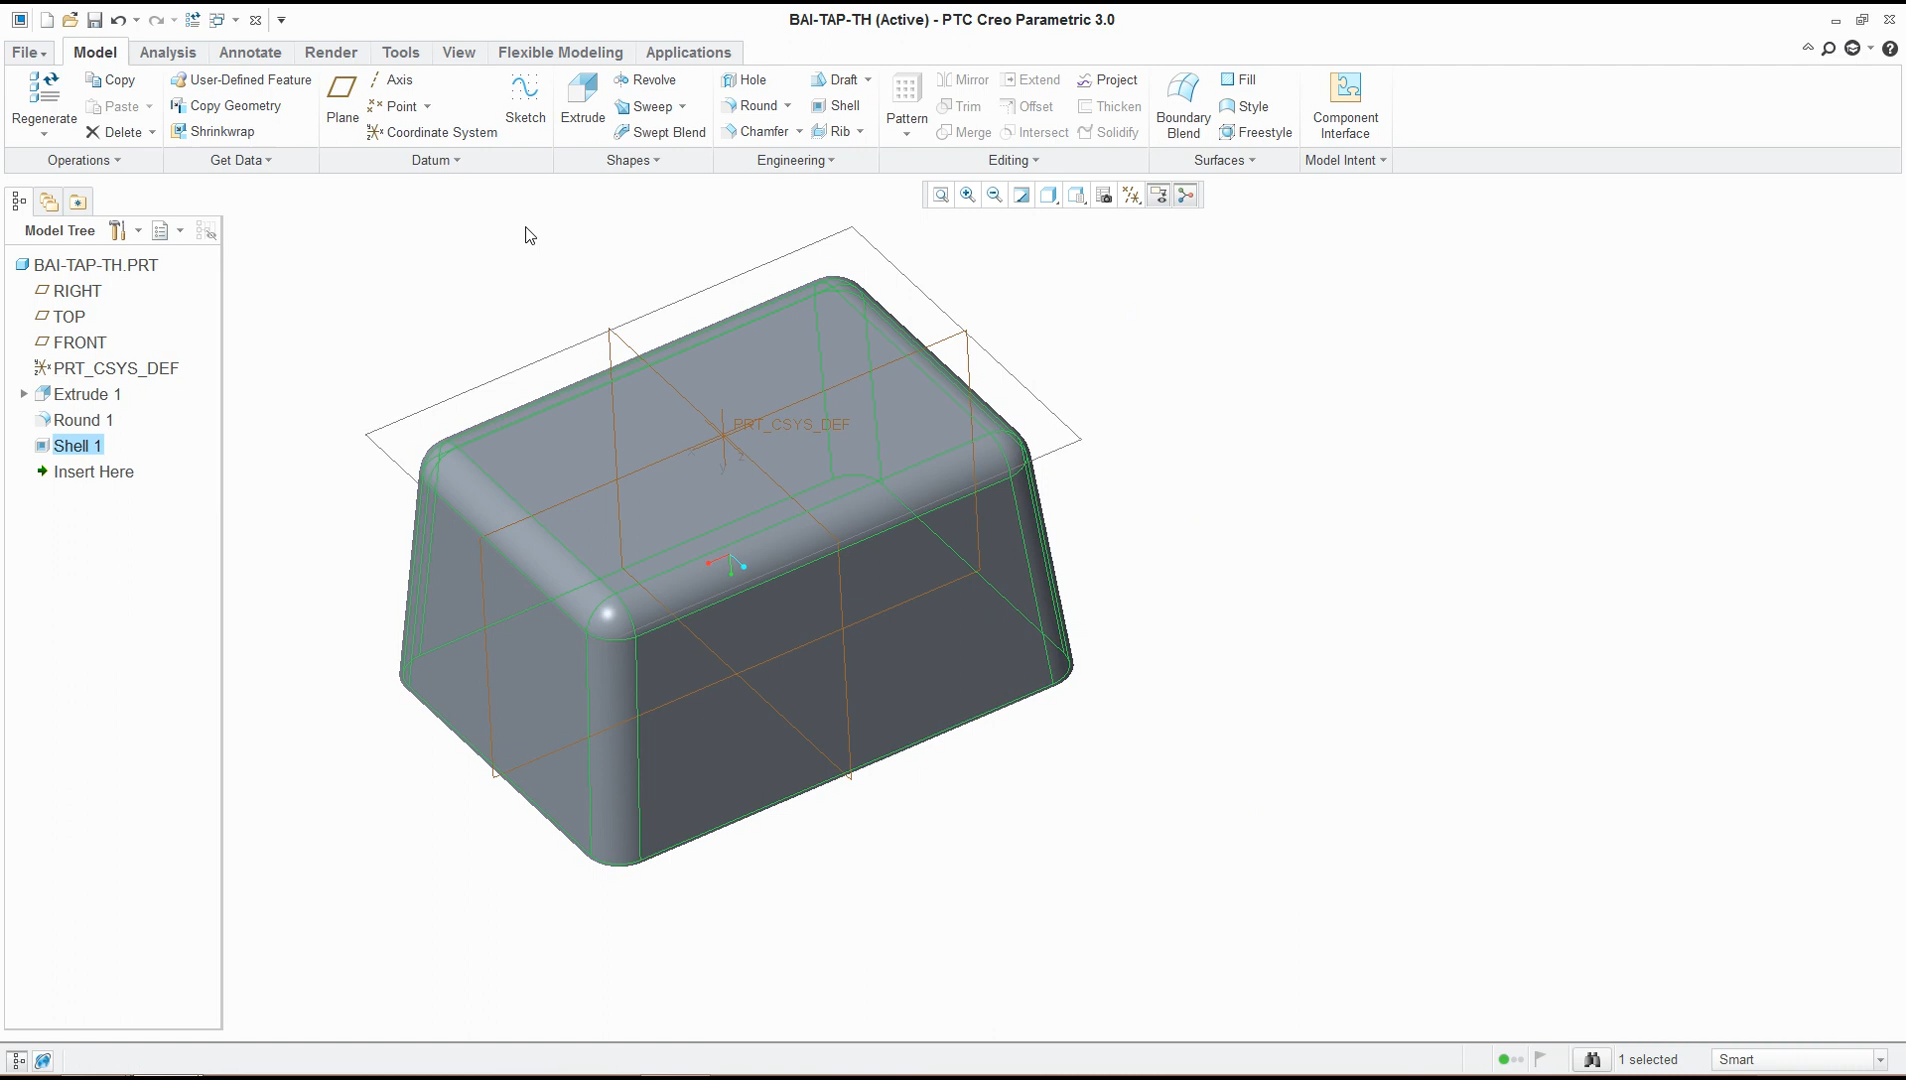 BAI-TAP-TH (Active) - PTC Creo Parametric 3.0
File Model Analysis Annotate Render Tools View Flexible Modeling Applications
Regenerate
Copy
Paste
Delete
Operations
User-Defined Feature
Copy Geometry
Shrinkwrap
Get Data
Plane
Axis
Point
Coordinate System
Sketch
Datum
Extrude
Revolve
Sweep
Swept Blend
Shapes
Hole
Round
Chamfer
Draft
Shell
Rib
Engineering
Pattern
Mirror
Trim
Merge
Extend
Offset
Intersect
Project
Thicken
Solidify
Editing
Boundary
Blend
Fill
Style
Freestyle
Surfaces
Component
Interface
Model Intent
Model Tree
BAI-TAP-TH.PRT
RIGHT
TOP
FRONT
PRT_CSYS_DEF
Extrude 1
Round 1
Shell 1
Insert Here
PRT_CSYS_DEF
1 selected
Smart